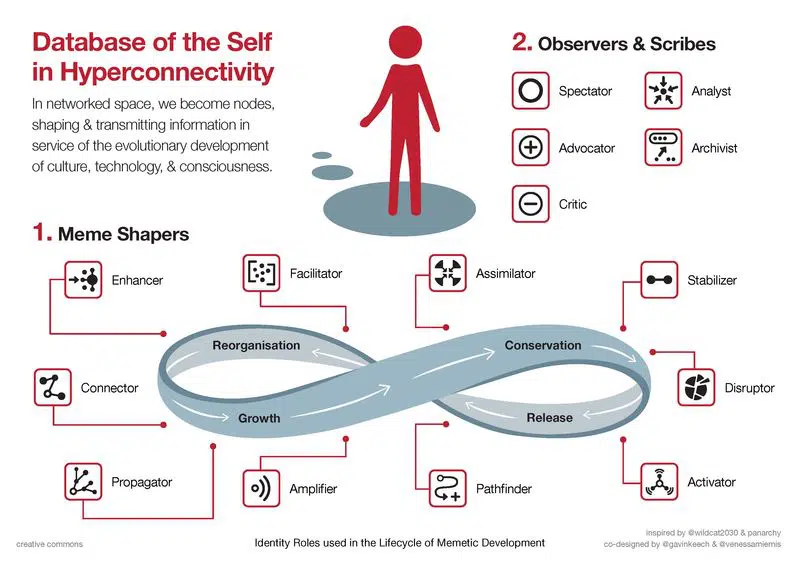 Database of the Self
in Hyperconnectivity
In networked space, we become nodes,
shaping & transmitting information in
service of the evolutionary development
of culture, technology, & consciousness.
2. Observers & Scribes
Spectator
Analyst
Advocator
Archivist
Critic
1. Meme Shapers
Enhancer
Facilitator
Assimilator
Stabilizer
Reorganisation
Conservation
Connector
Disruptor
Growth
Release
Propagator
Amplifier
Pathfinder
Activator
creative commons
Identity Roles used in the Lifecycle of Memetic Development
inspired by @wildcat2030 & panarchy
co-designed by @gavinkeech & @venessamiemis